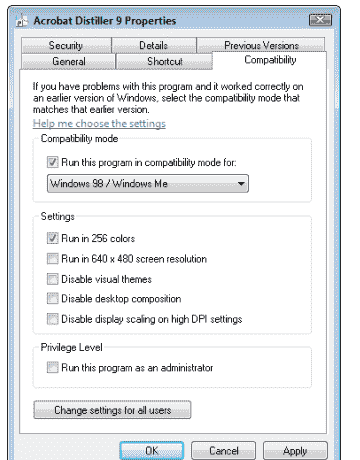 Acrobat Distiller 9 Properties
Security Details Previous Versions
General Shortcut Compatibility
If you have problems with this program and it worked correctly on
an earlier version of Windows, select the compatibility mode that
matches that earlier version.
Help me choose the settings
Compatibility mode
Run this program in compatibility mode for:
Windows 98 / Windows Me
Settings
Run in 256 colors
Run in 640 x 480 screen resolution
Disable visual themes
Disable desktop composition
Disable display scaling on high DPI settings
Privilege Level
Run this program as an administrator
Change settings for all users
OK Cancel Apply